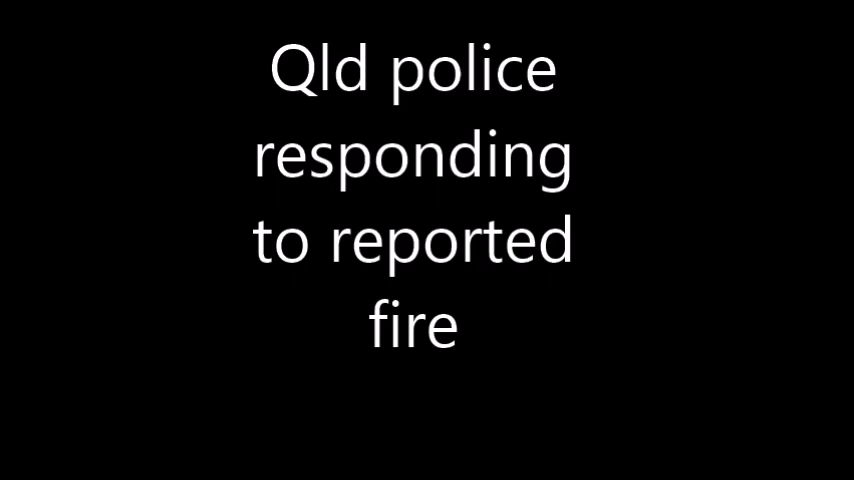 Qld police
responding
to reported
fire